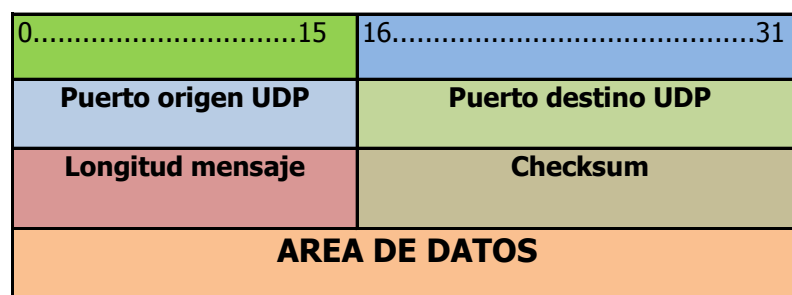 0...............................15 16............................................31
Puerto origen UDP Puerto destino UDP
Longitud mensaje Checksum
AREA DE DATOS